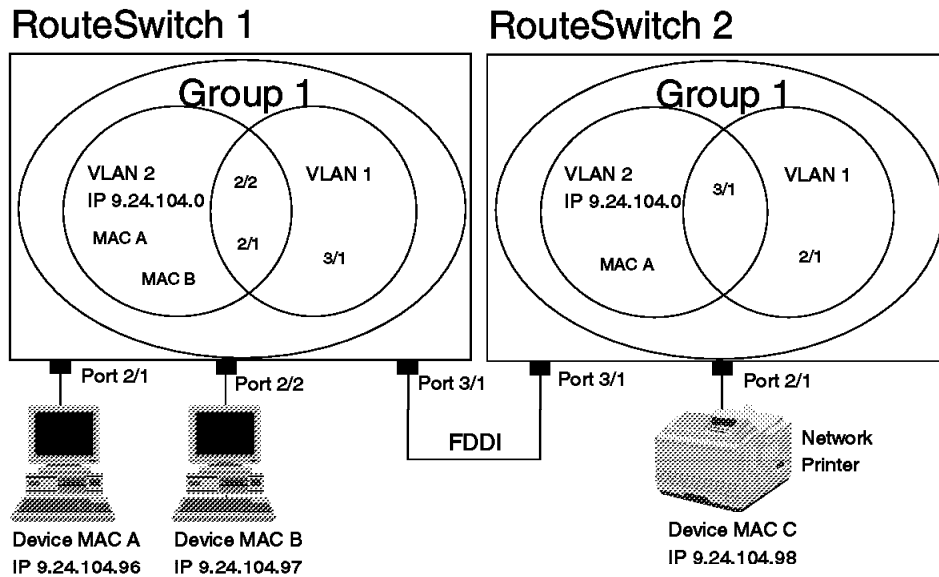 RouteSwitch 1
RouteSwitch 2
Group 1
VLAN 2
IP 9.24.104.0
MAC A
MAC B
2/2
2/1
VLAN 1
3/1
Group 1
VLAN 2
IP 9.24.104.0
MAC A
3/1
VLAN 1
2/1
Port 2/1
Port 2/2
Port 3/1
Port 3/1
Port 2/1
FDDI
Network
Printer
Device MAC A
IP 9.24.104.96
Device MAC B
IP 9.24.104.97
Device MAC C
IP 9.24.104.98